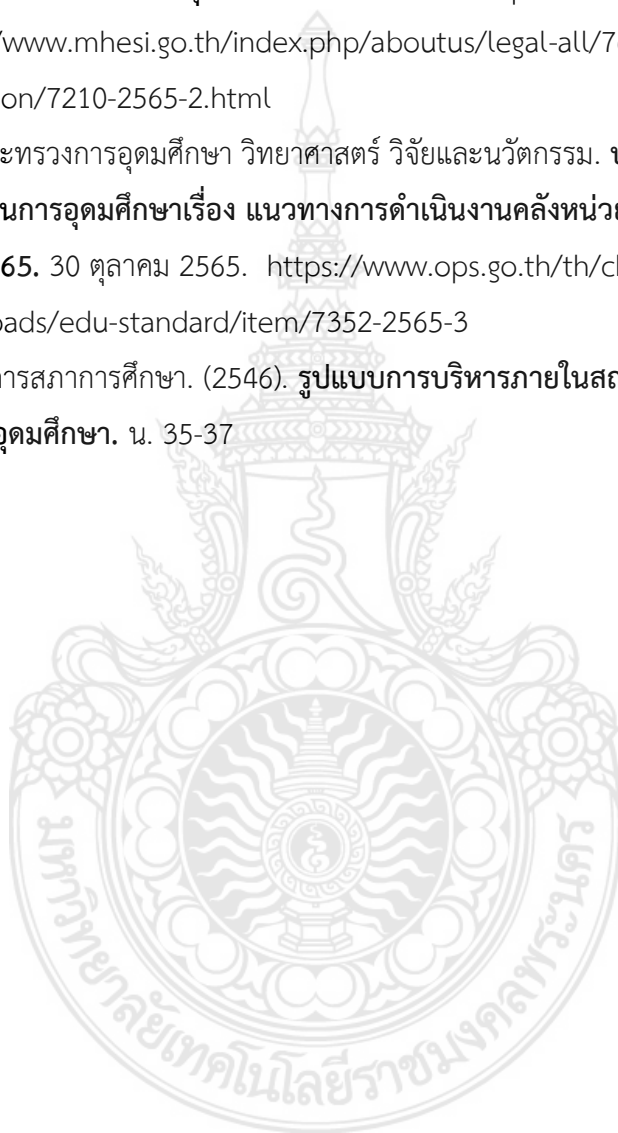 /www.mhesi.go.th/index.php/aboutus/legal-all/7
on/7210-2565-2.html
ะทรวงการอุดมศึกษา วิทยาศาสตร์ วิจัยและนวัตกรรม.
นการอุดมศึกษาเรื่อง แนวทางการดำเนินงานคลังหน่วย
65. 30 ตุลาคม 2565. https://www.ops.go.th/th/c
oads/edu-standard/item/7352-2565-3
การสภาการศึกษา. (2546). รูปแบบการบริหารภายในสถ
อุดมศึกษา. น. 35-37
มหาวิทยาลัยเทคโนโลยีราชมงคลพระนคร